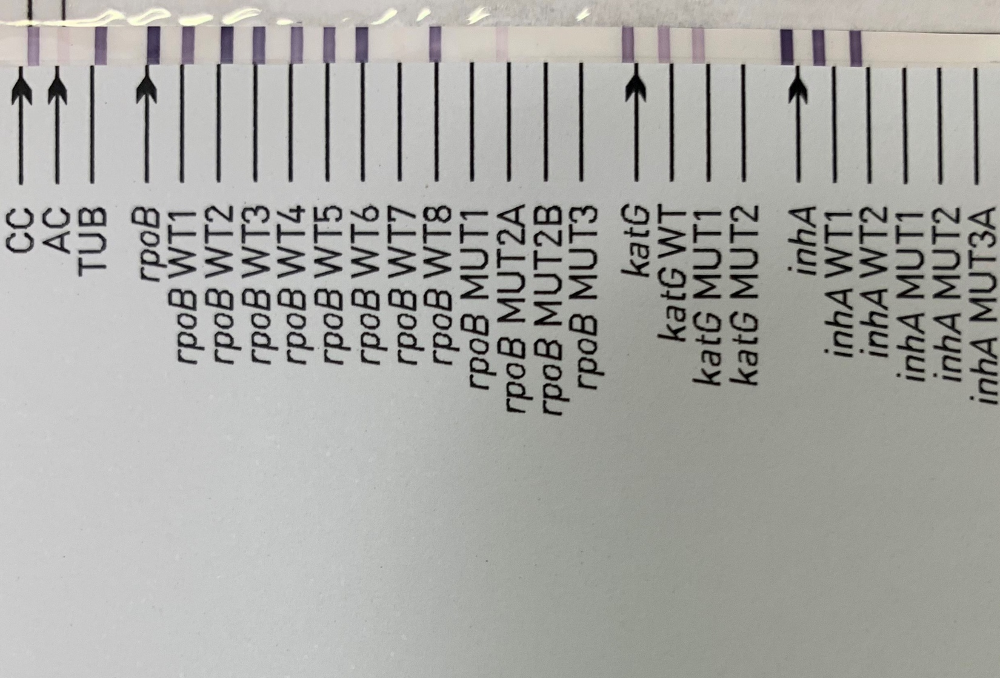 CC
AC
TUB
rpoB
rpoB WT1
rpoB WT2
rpoB WT3
rpoB WT4
rpoB WT5
rpoB WT6
rpoB WT7
rpoB WT8
rpoB MUT1
rpoB MUT2A
rpoB MUT2B
rpoB MUT3
katG
katG WT
katG MUT1
katG MUT2
inhA
inhA WT1
inhA WT2
inhA MUT1
inhA MUT2
inhA MUT3A